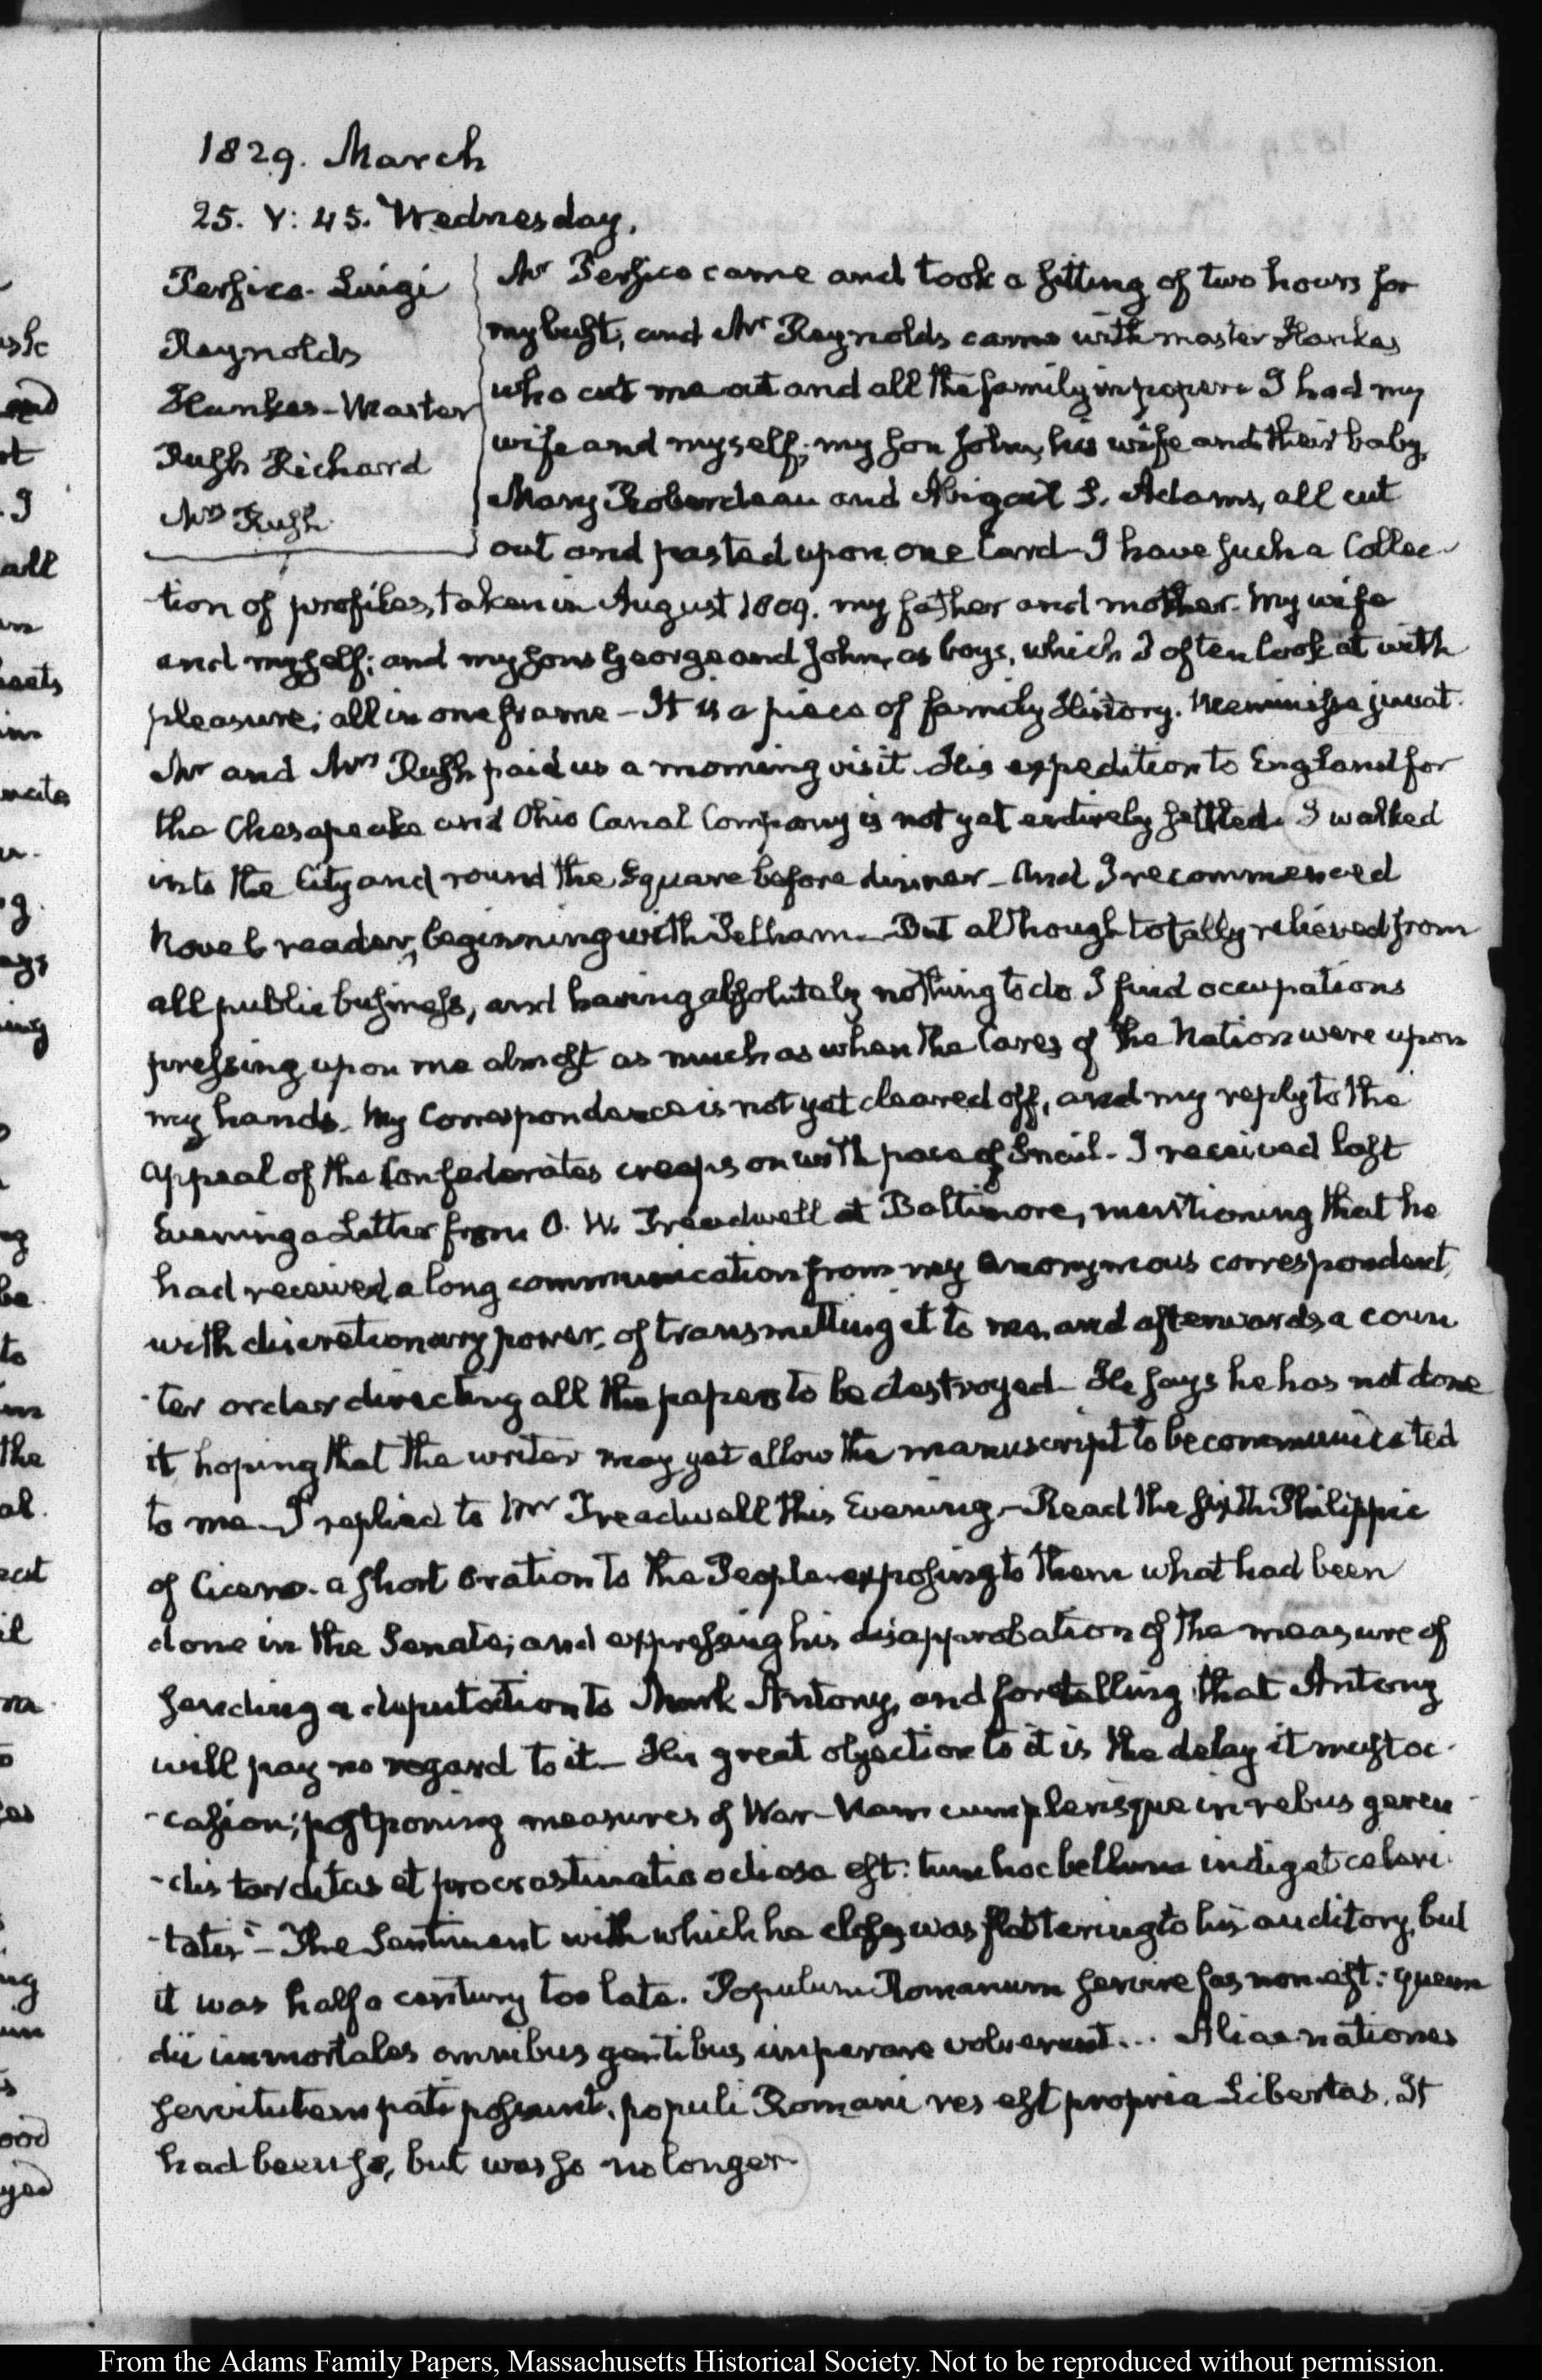 1829. March
25. V: 45. Wednesday.
Persico. Luigi
Reynolds
Hankes-Master
Rush Richard
Mrs Rush
Mr Persico came and took a sitting of two hours for
my bust; and Mr Reynolds came with master Hankes
who cut me out and all the family in paper. I had my
wife and myself; my son John, his wife and their baby,
Mary Roberdeau and Abigail S. Adams, all cut
out and pasted upon one Card—I have such a Collec-
-tion of profiles, taken in August 1809. my father and mother. My wife
and myself; and my sons George and John, as boys, which I often look at with
pleasure; all in one frame—It is a piece of family History. Meminisse juvat.
Mr and Mrs Rush paid us a morning visit. His expedition to England for
the Chesapeake and Ohio Canal Company is not yet entirely settled. I walked
into the City and round the Square before dinner—And I recommenced
Novel reader, beginning with Pelham—But although totally relieved from
all public business, and having absolutely nothing to do I find occupations
pressing upon me almost as much as when the Cares of the Nation were upon
my hands. My Correspondence is not yet cleared off, and my reply to the
Appeal of the Confederates creeps on with pace of Snail—I received last
Evening a Letter from O. W. Treadwell at Baltimore, mentioning that he
had received a long communication from my anonymous correspondent,
with discretionary power, of transmitting it to me, and afterwards a coun
-ter order directing all the papers to be destroyed—He says he has not done
it hoping that the writer may yet allow the manuscript to be communicated
to me—I replied to Mr Treadwell this Evening—Read the sixth Philippic
of Cicero. a short Oration to the People exposing to them what had been
done in the Senate; and expressing his disapprobation of the measure of
sending a deputation to Mark Antony, and foretelling that Antony
will pay no regard to it—His great objection to it is the delay it must oc-
-casion; postponing measures of War—Nam cum plerisque in rebus geren-
-dis tarditas et procrastinatio odiosa est: tum hoc bellum indiget celeri-
-tatis"—The Sentiment with which he closes was flattering to his auditory, but
it was half a century too late. Populum Romanum servire fas non est: quem
dii immortales omnibus gentibus imperare voluerunt... Aliae nationes
servitutem pati possunt, populi Romani res est propria Libertas. It
had been so, but was so no longer.
From the Adams Family Papers, Massachusetts Historical Society. Not to be reproduced without permission.